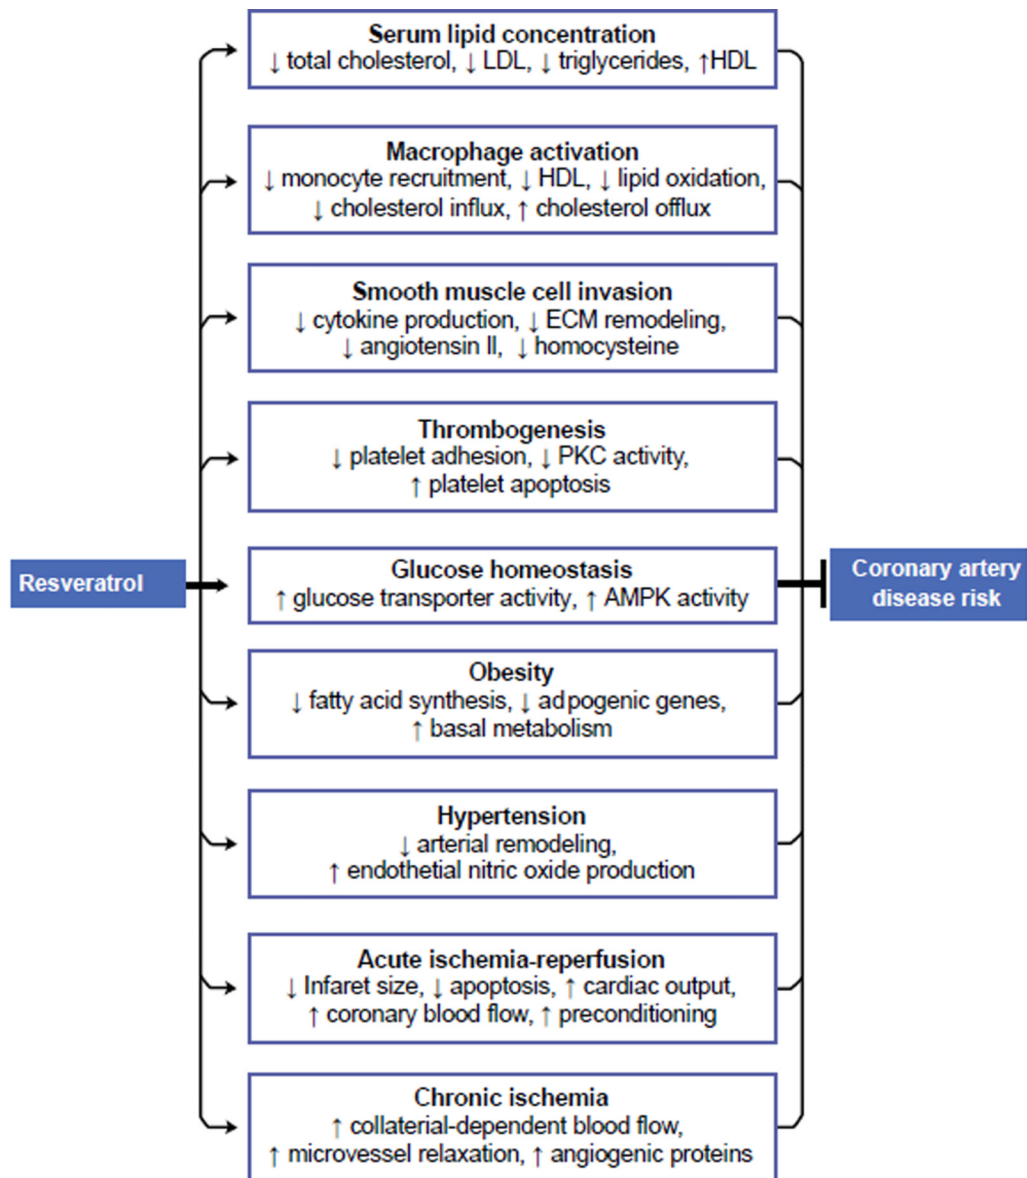 Serum lipid concentration
↓ total cholesterol, ↓ LDL, ↓ triglycerides, ↑HDL
Macrophage activation
↓ monocyte recruitment, ↓ HDL, ↓ lipid oxidation,
↓ cholesterol influx, ↑ cholesterol offlux
Smooth muscle cell invasion
↓ cytokine production, ↓ ECM remodeling,
↓ angiotensin II, ↓ homocysteine
Thrombogenesis
↓ platelet adhesion, ↓ PKC activity,
↑ platelet apoptosis
Resveratrol
Glucose homeostasis
↑ glucose transporter activity, ↑ AMPK activity
Coronary artery
disease risk
Obesity
↓ fatty acid synthesis, ↓ adpogenic genes,
↑ basal metabolism
Hypertension
↓ arterial remodeling,
↑ endothetial nitric oxide production
Acute ischemia-reperfusion
↓ Infaret size, ↓ apoptosis, ↑ cardiac output,
↑ coronary blood flow, ↑ preconditioning
Chronic ischemia
↑ collaterial-dependent blood flow,
↑ microvessel relaxation, ↑ angiogenic proteins